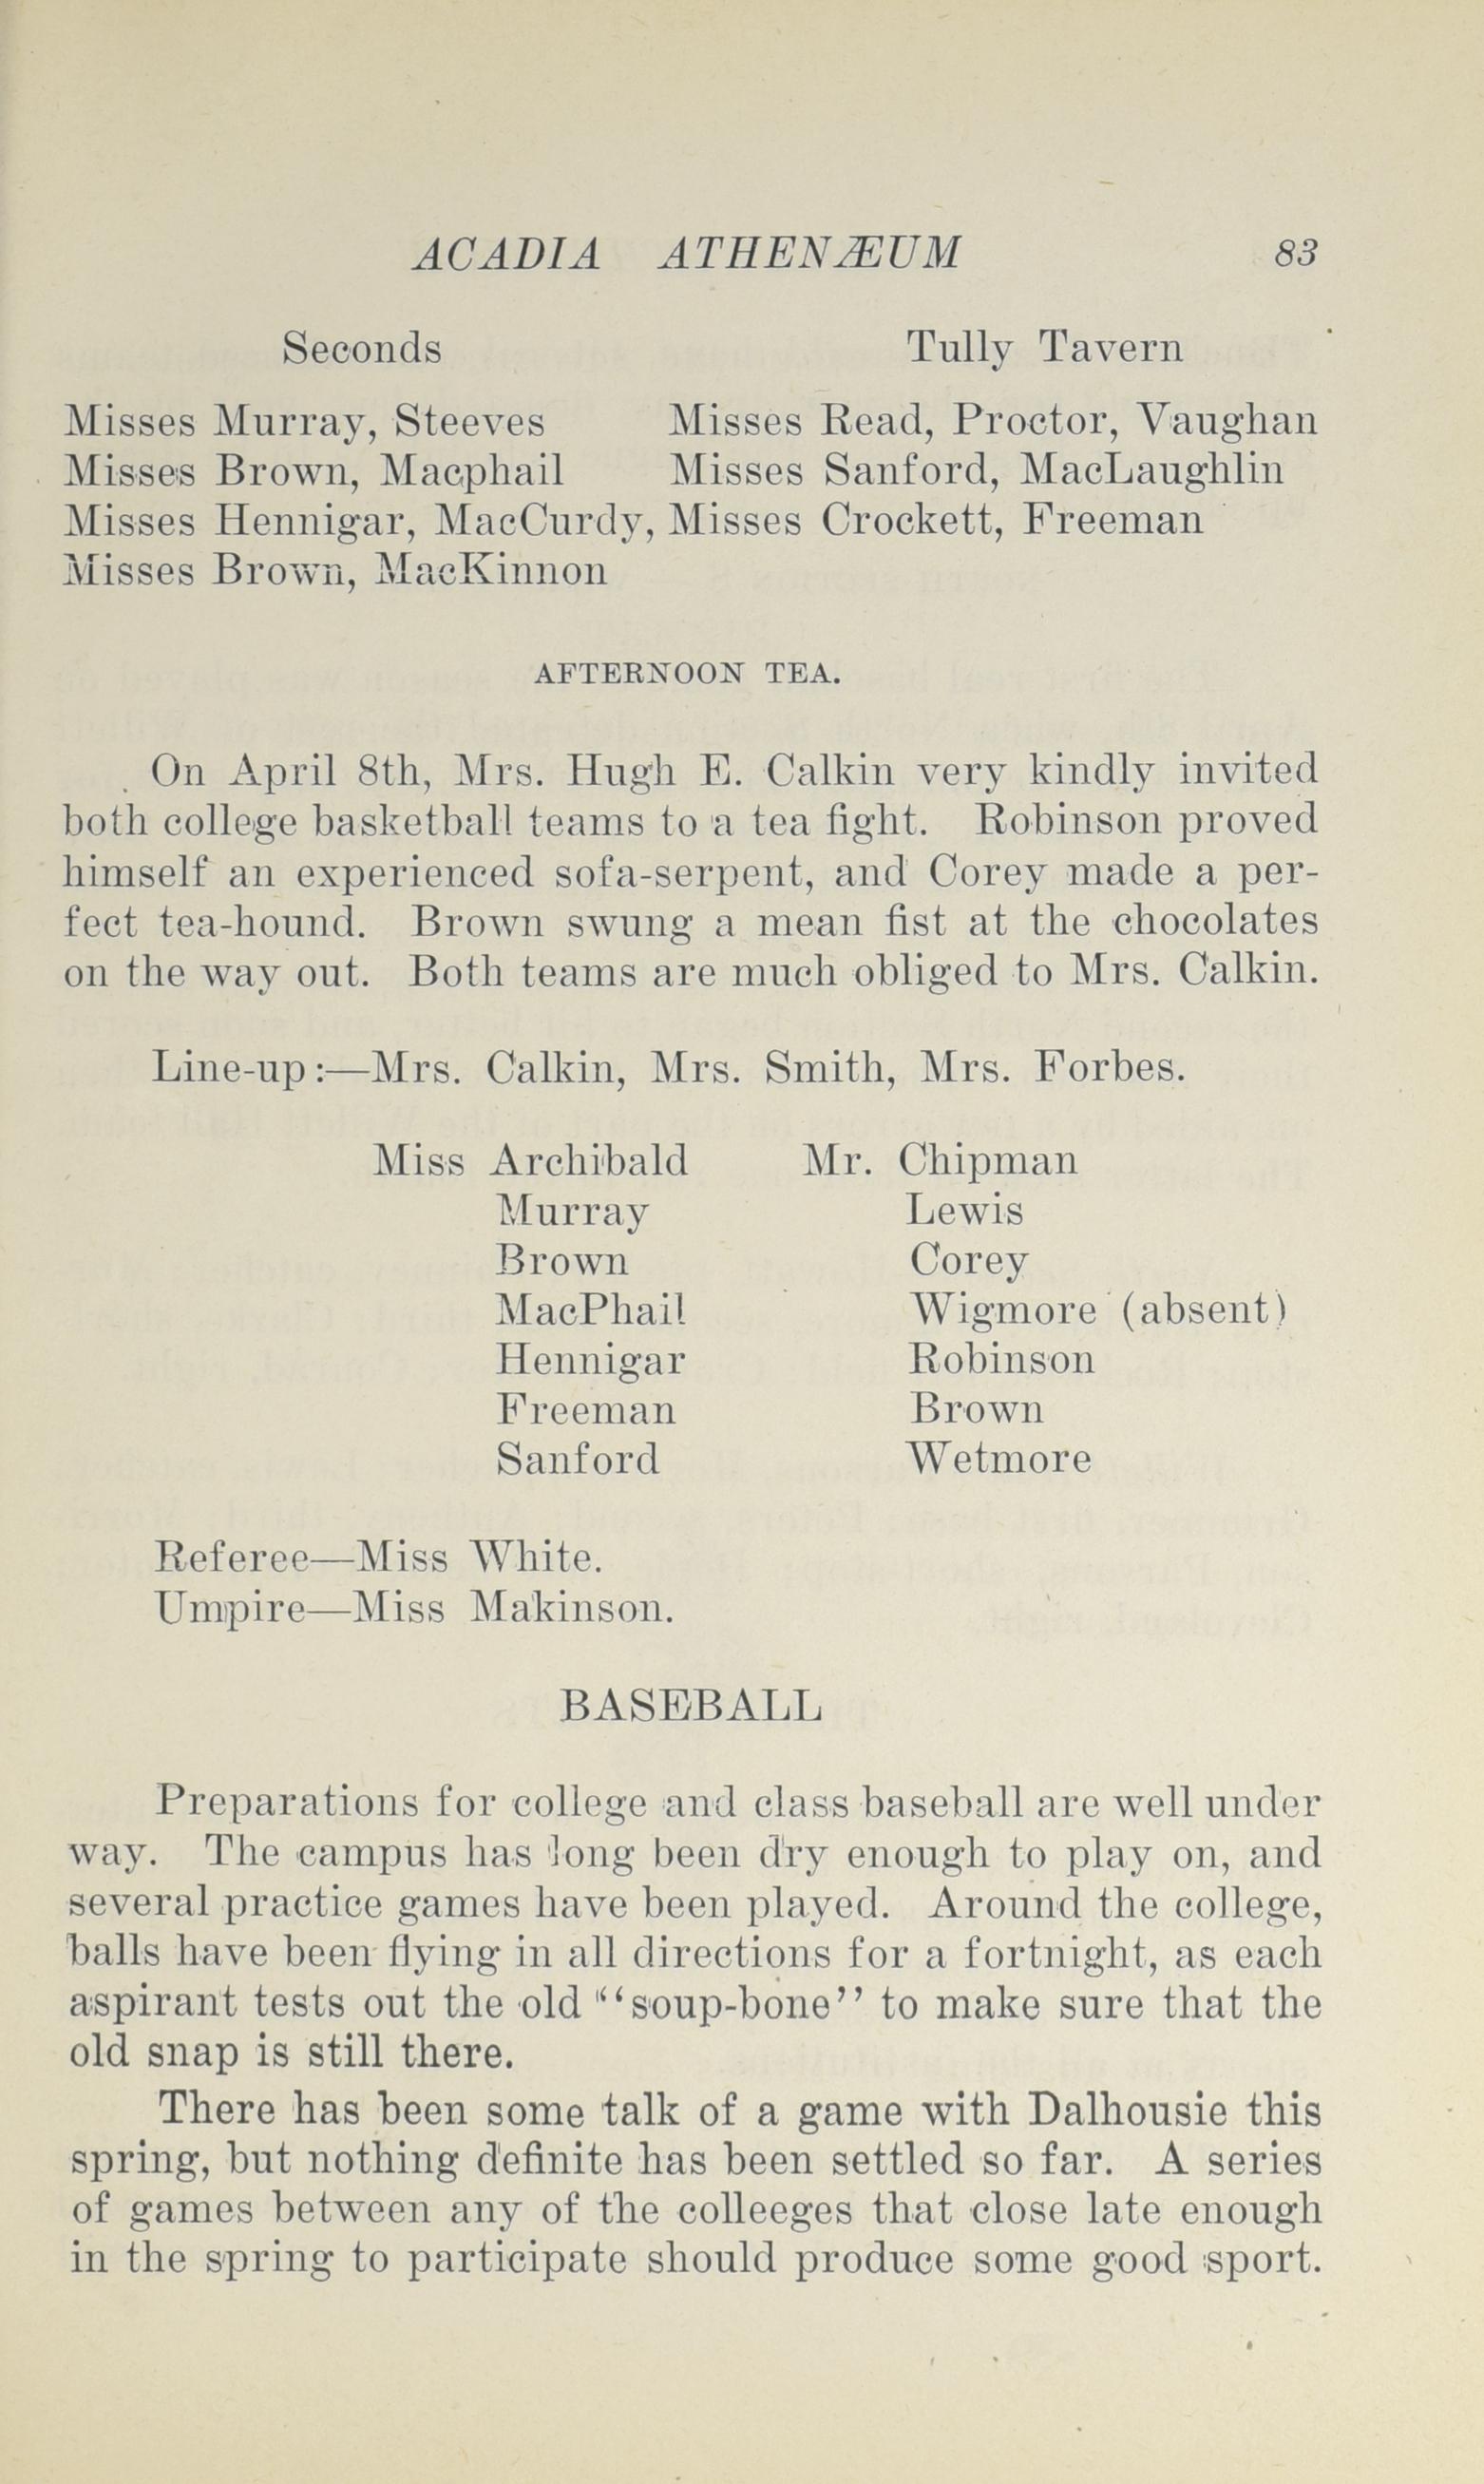 ACADIA ATHENÆUM 83
Seconds Tully Tavern
Misses Murray, Steeves Misses Read, Proctor, Vaughan
Misses Brown, Macphail Misses Sanford, MacLaughlin
Misses Hennigar, MacCurdy, Misses Crockett, Freeman
Misses Brown, MacKinnon
AFTERNOON TEA.
On April 8th, Mrs. Hugh E. Calkin very kindly invited
both college basketball teams to a tea fight. Robinson proved
himself an experienced sofa-serpent, and Corey made a per-
fect tea-hound. Brown swung a mean fist at the chocolates
on the way out. Both teams are much obliged to Mrs. Calkin.
Line-up:—Mrs. Calkin, Mrs. Smith, Mrs. Forbes.
Miss Archibald Mr. Chipman
Murray Lewis
Brown Corey
MacPhail Wigmore (absent)
Hennigar Robinson
Freeman Brown
Sanford Wetmore
Referee—Miss White.
Umpire—Miss Makinson.
BASEBALL
Preparations for college and class baseball are well under
way. The campus has long been dry enough to play on, and
several practice games have been played. Around the college,
balls have been flying in all directions for a fortnight, as each
aspirant tests out the old "soup-bone" to make sure that the
old snap is still there.
There has been some talk of a game with Dalhousie this
spring, but nothing definite has been settled so far. A series
of games between any of the colleeges that close late enough
in the spring to participate should produce some good sport.